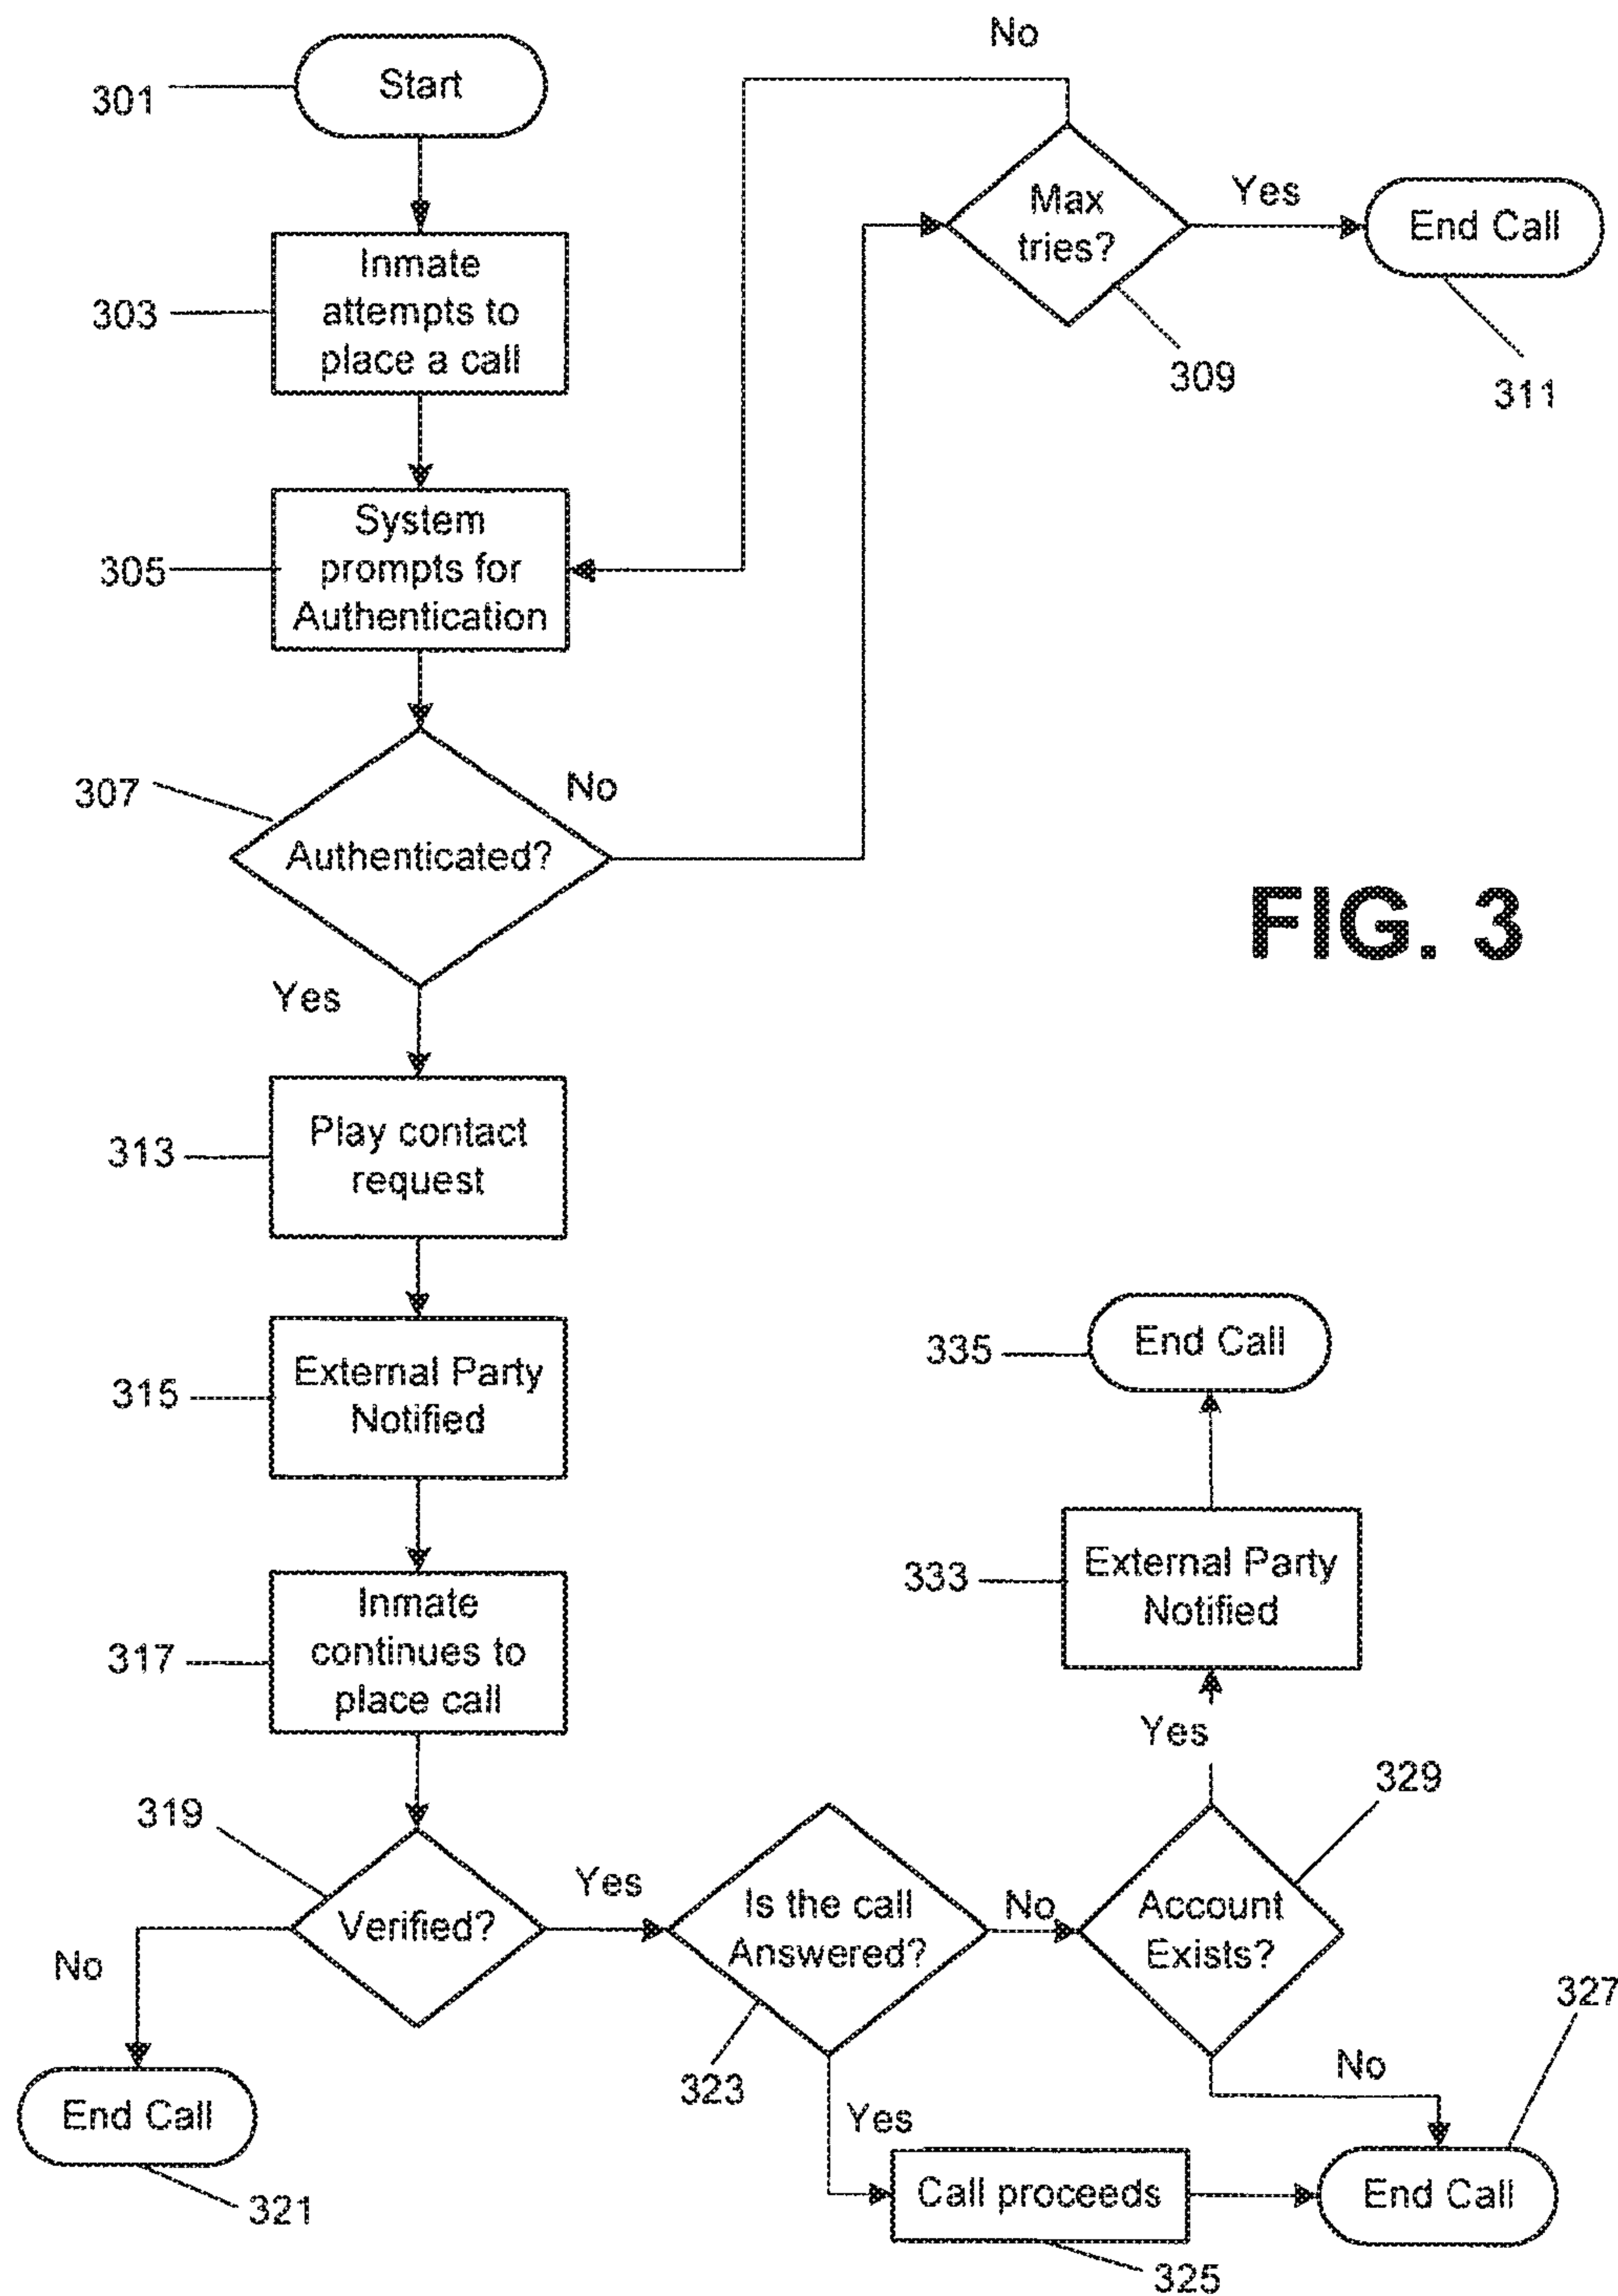 No
301
Start
Max
tries?
Yes
End Call
303
Inmate
attempts to
place a call
309
311
305
System
prompts for
Authentication
307
No
Authenticated?
FIG. 3
Yes
313
Play contact
request
315
External Party
Notified
335
End Call
333
External Party
Notified
317
Inmate
continues to
place call
Yes
329
319
Verified?
Yes
Is the call
Answered?
No
Account
Exists?
No
327
End Call
321
323
Yes
No
Call proceeds
End Call
325